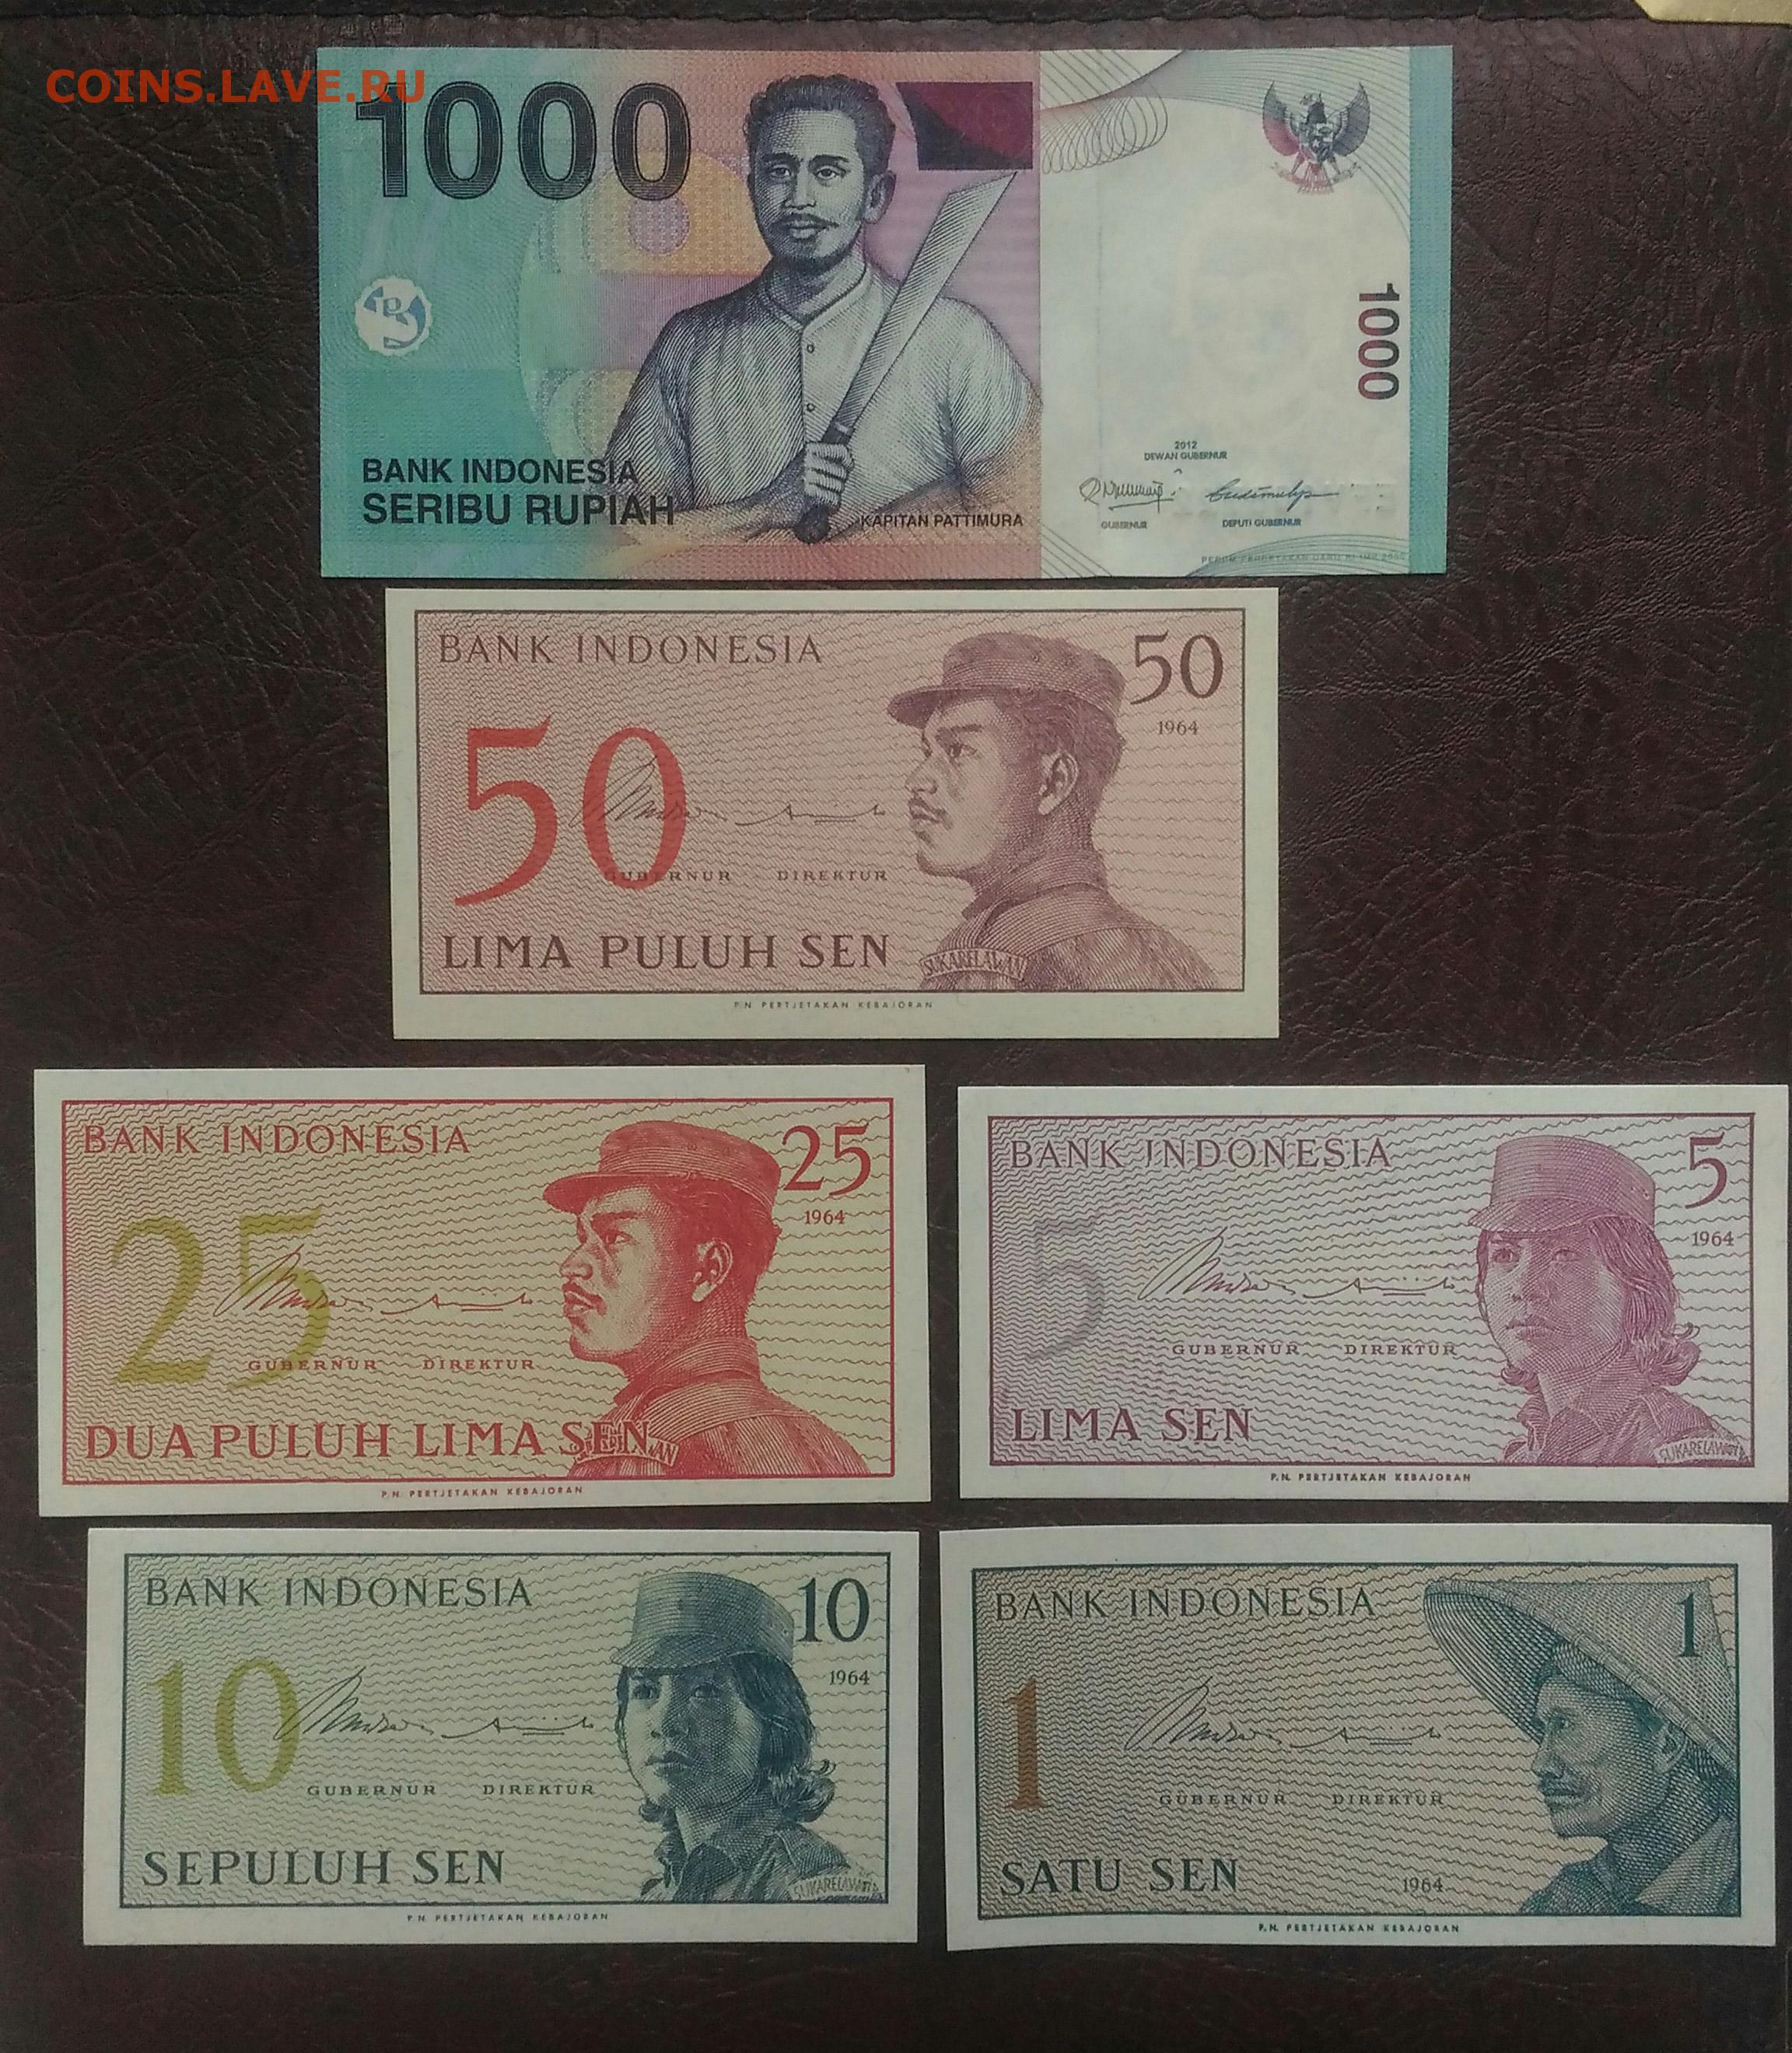 COINS.LAVE.RU
1000
1000
2012
DEWAN GUBERNUR
GUBERNUR
DEPUTI GUBERNUR
BANK INDONESIA
SERIBU RUPIAH
KAPITAN PATTIMURA
BANK INDONESIA
50
1964
50
GUBERNUR DIREKTUR
LIMA PULUH SEN
SUKARELAWAN
P.N. PERTJETAKAN KEBAJORAN
BANK INDONESIA
25
1964
25
GUBERNUR DIREKTUR
DUA PULUH LIMA SEN
P.N. PERTJETAKAN KEBAJORAN
BANK INDONESIA
5
1964
5
GUBERNUR DIREKTUR
LIMA SEN
SUKARELAWATI
P.N. PERTJETAKAN KEBAJORAN
BANK INDONESIA
10
1964
10
GUBERNUR DIREKTUR
SEPULUH SEN
SUKARELAWATI
P.N. PERTJETAKAN KEBAJORAN
BANK INDONESIA
1
1
GUBERNUR DIREKTUR
SATU SEN
1964
P.N. PERTJETAKAN KEBAJORAN